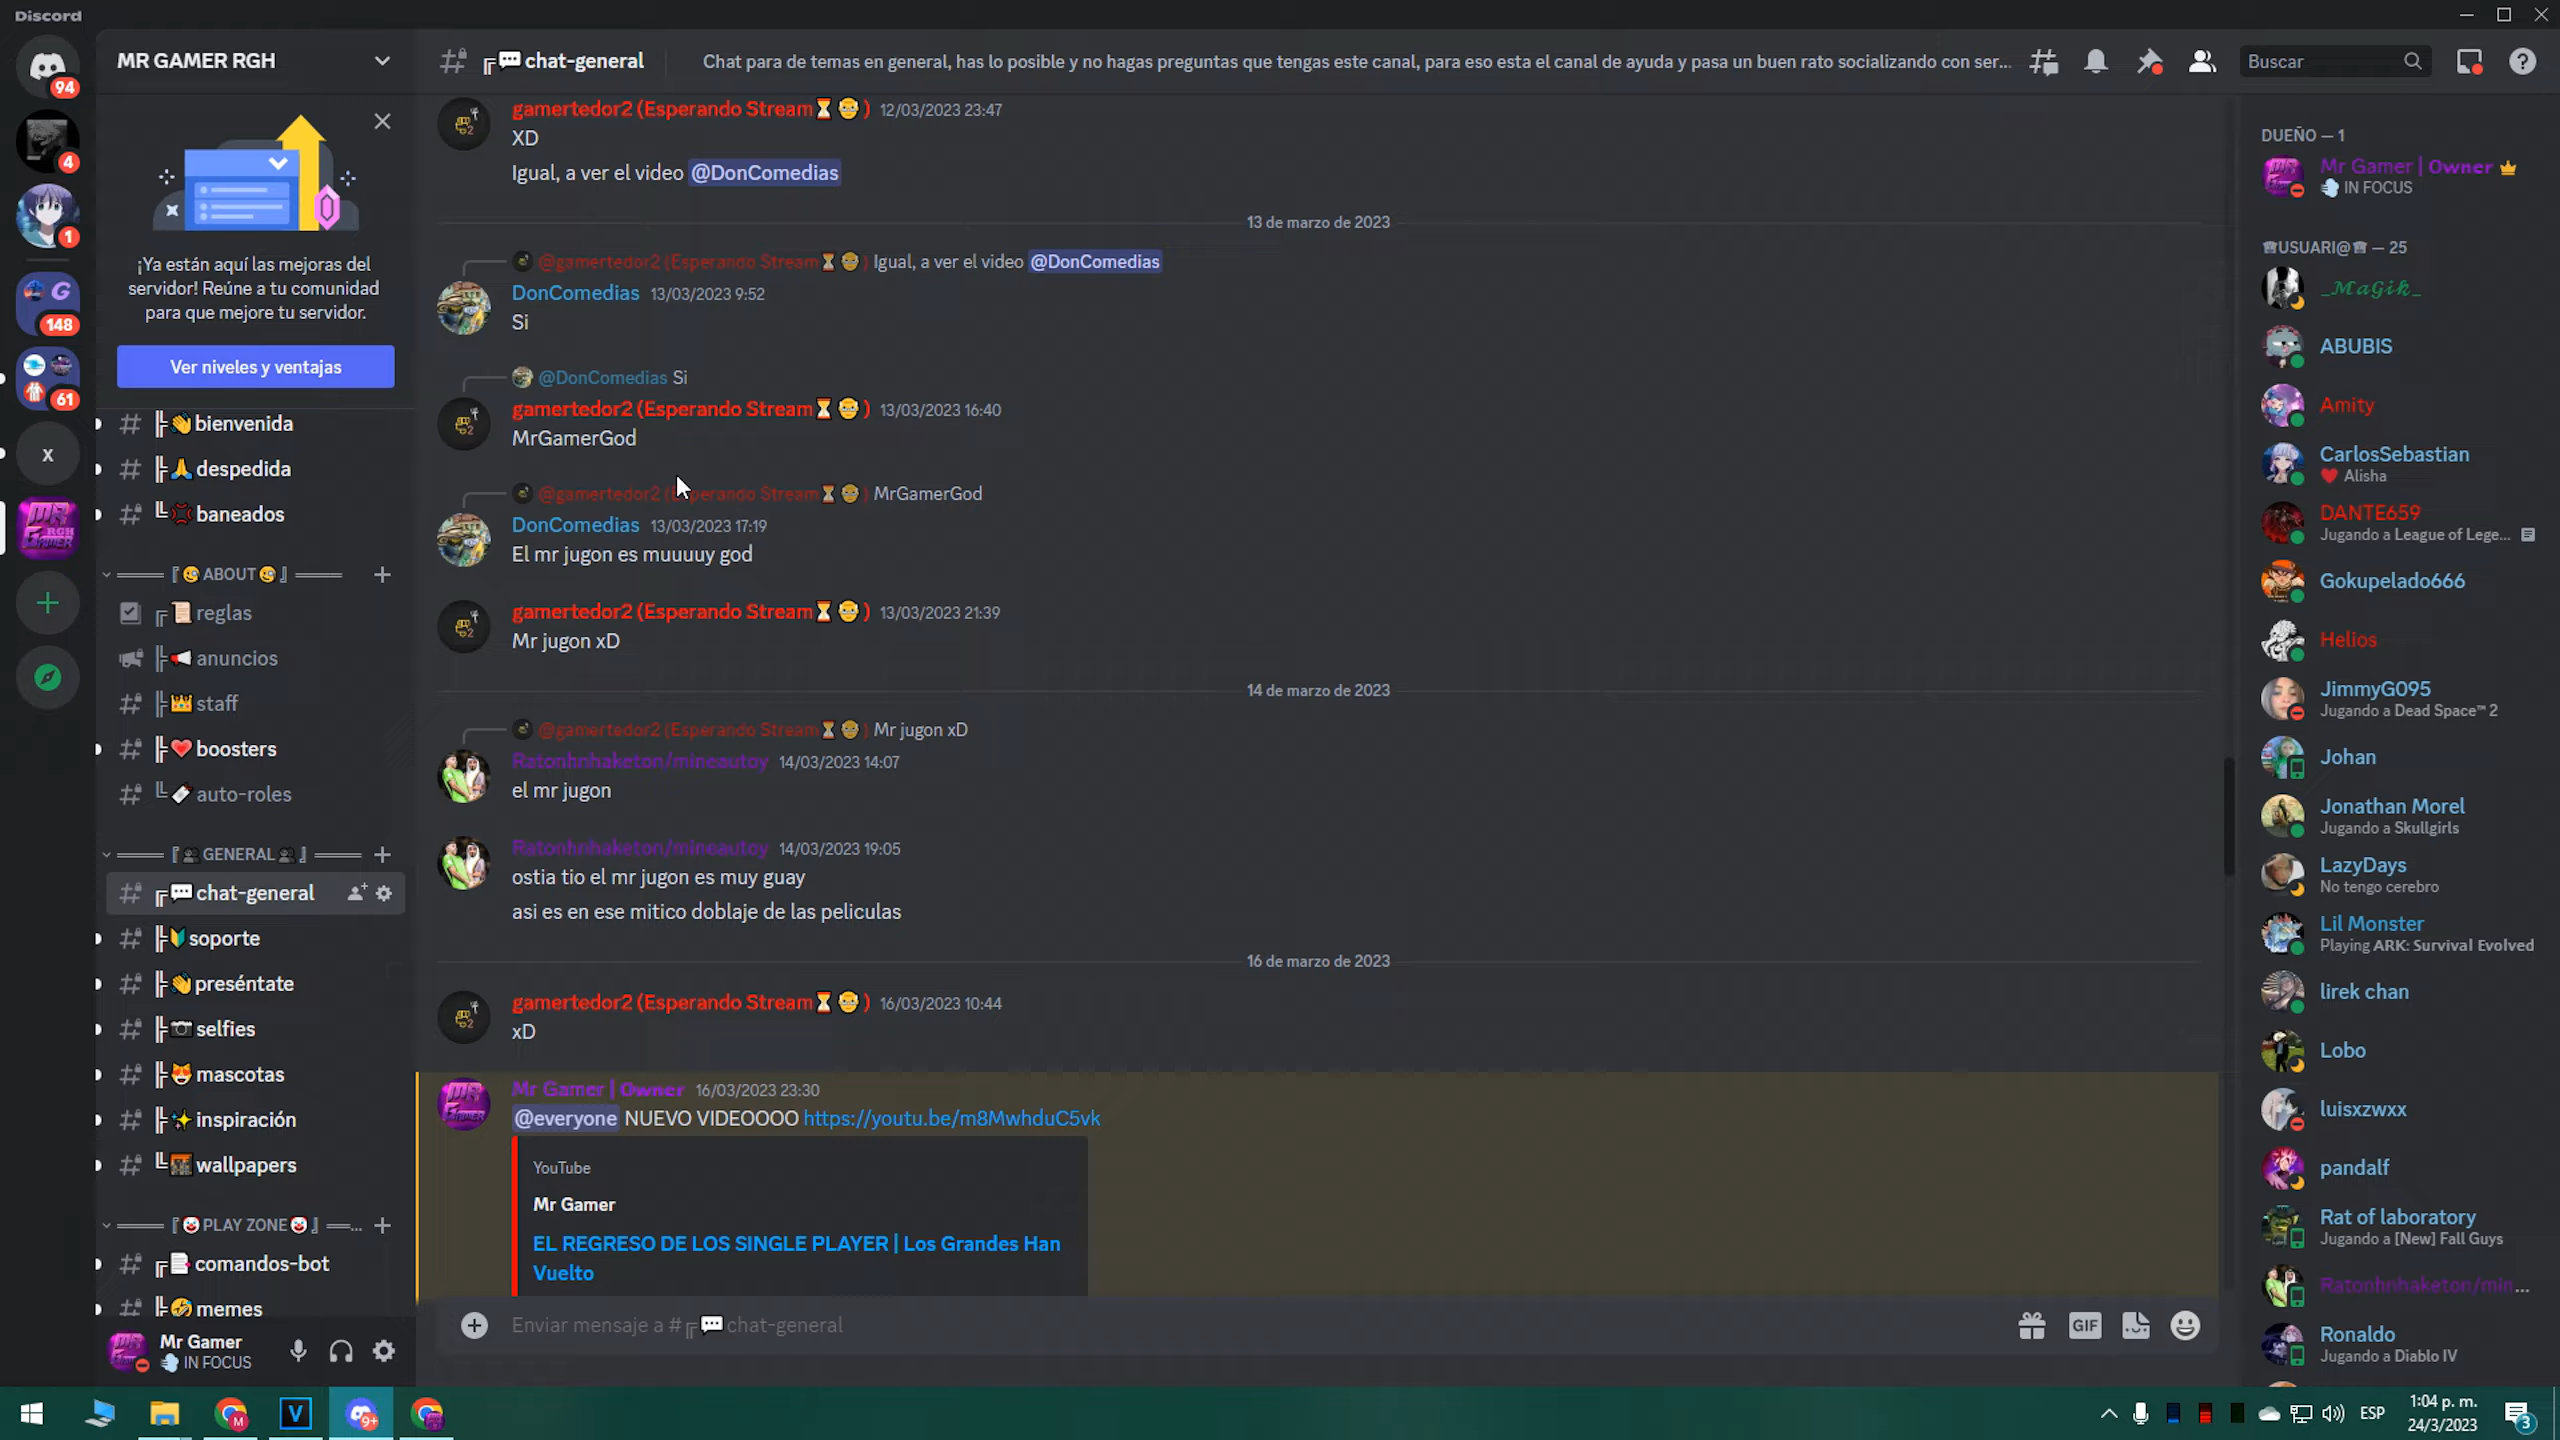 Discord
94
4
1
148
61
x
MR GAMER RGH
¡Ya están aquí las mejoras del
servidor! Reúne a tu comunidad
para que mejore tu servidor.
Ver niveles y ventajas
bienvenida
despedida
baneados
ABOUT
reglas
anuncios
staff
boosters
auto-roles
GENERAL
chat-general
soporte
preséntate
selfies
mascotas
inspiración
wallpapers
PLAY ZONE
comandos-bot
memes
Mr Gamer
IN FOCUS
chat-general
Chat para de temas en general, has lo posible y no hagas preguntas que tengas este canal, para eso esta el canal de ayuda y pasa un buen rato socializando con ser...
Buscar
gamertedor2 (Esperando Stream⏳👴) 12/03/2023 23:47
XD
Igual, a ver el video @DonComedias
13 de marzo de 2023
@gamertedor2 (Esperando Stream⏳👴) Igual, a ver el video @DonComedias
DonComedias 13/03/2023 9:52
Si
@DonComedias Si
gamertedor2 (Esperando Stream⏳👴) 13/03/2023 16:40
MrGamerGod
@gamertedor2 (Esperando Stream⏳👴) MrGamerGod
DonComedias 13/03/2023 17:19
El mr jugon es muuuuy god
gamertedor2 (Esperando Stream⏳👴) 13/03/2023 21:39
Mr jugon xD
14 de marzo de 2023
@gamertedor2 (Esperando Stream⏳👴) Mr jugon xD
Ratonhnhaketon/mineautoy 14/03/2023 14:07
el mr jugon
Ratonhnhaketon/mineautoy 14/03/2023 19:05
ostia tio el mr jugon es muy guay
asi es en ese mitico doblaje de las peliculas
16 de marzo de 2023
gamertedor2 (Esperando Stream⏳👴) 16/03/2023 10:44
xD
Mr Gamer | Owner 16/03/2023 23:30
@everyone NUEVO VIDEOOOO https://youtu.be/m8MwhduC5vk
YouTube
Mr Gamer
EL REGRESO DE LOS SINGLE PLAYER | Los Grandes Han
Vuelto
Enviar mensaje a # chat-general
GIF
DUEÑO — 1
Mr Gamer | Owner
IN FOCUS
USUARI@ — 25
_MaGik_
ABUBIS
Amity
CarlosSebastian
Alisha
DANTE659
Jugando a League of Lege...
Gokupelado666
Helios
JimmyG095
Jugando a Dead Space™ 2
Johan
Jonathan Morel
Jugando a Skullgirls
LazyDays
No tengo cerebro
Lil Monster
Playing ARK: Survival Evolved
lirek chan
Lobo
luisxzwxx
pandalf
Rat of laboratory
Jugando a [New] Fall Guys
Ratonhnhaketon/min...
Ronaldo
Jugando a Diablo IV
M
V
9+
ESP
1:04 p. m.
24/3/2023
3